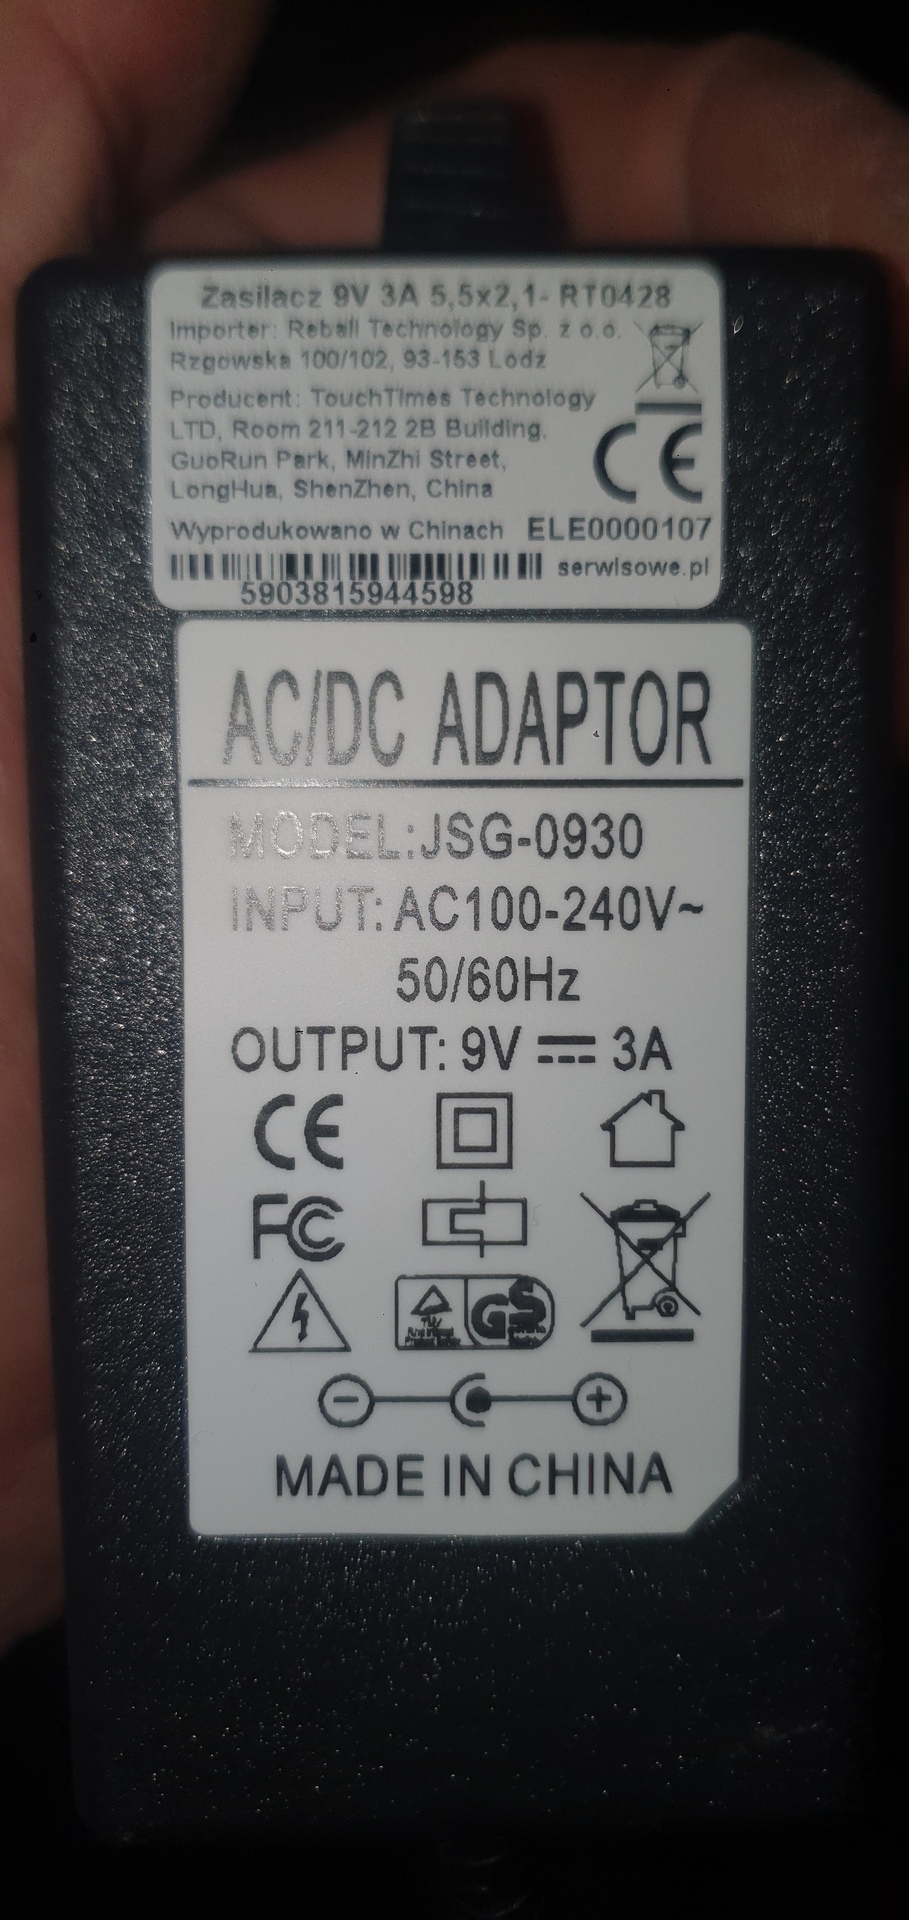 Zasilacz 9V 3A 5,5x2,1- RT0428
Importer: Reball Technology Sp. z o.o.
Rzgowska 100/102, 93-153 Lodz
Producent: TouchTimes Technology
LTD, Room 211-212 2B Building,
GuoRun Park, MinZhi Street,
LongHua, ShenZhen, China
CE
Wyprodukowano w Chinach ELE0000107
serwisowe.pl
5903815944598
AC/DC ADAPTOR
MODEL:JSG-0930
INPUT: AC100-240V~
50/60Hz
OUTPUT: 9V ⎓ 3A
CE
FC
TUV
GS
MADE IN CHINA